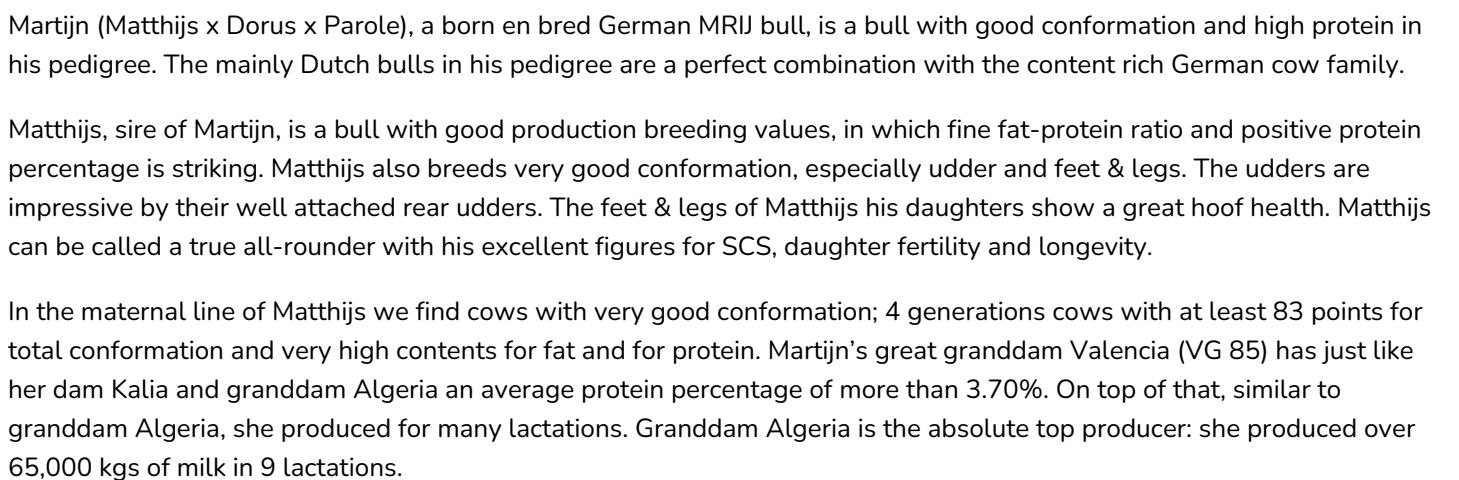 Martijn (Matthijs x Dorus x Parole), a born en bred German MRIJ bull, is a bull with good conformation and high protein in
his pedigree. The mainly Dutch bulls in his pedigree are a perfect combination with the content rich German cow family.
Matthijs, sire of Martijn, is a bull with good production breeding values, in which fine fat-protein ratio and positive protein
percentage is striking. Matthijs also breeds very good conformation, especially udder and feet & legs. The udders are
impressive by their well attached rear udders. The feet & legs of Matthijs his daughters show a great hoof health. Matthijs
can be called a true all-rounder with his excellent figures for SCS, daughter fertility and longevity.
In the maternal line of Matthijs we find cows with very good conformation; 4 generations cows with at least 83 points for
total conformation and very high contents for fat and for protein. Martijn’s great granddam Valencia (VG 85) has just like
her dam Kalia and granddam Algeria an average protein percentage of more than 3.70%. On top of that, similar to
granddam Algeria, she produced for many lactations. Granddam Algeria is the absolute top producer: she produced over
65,000 kgs of milk in 9 lactations.